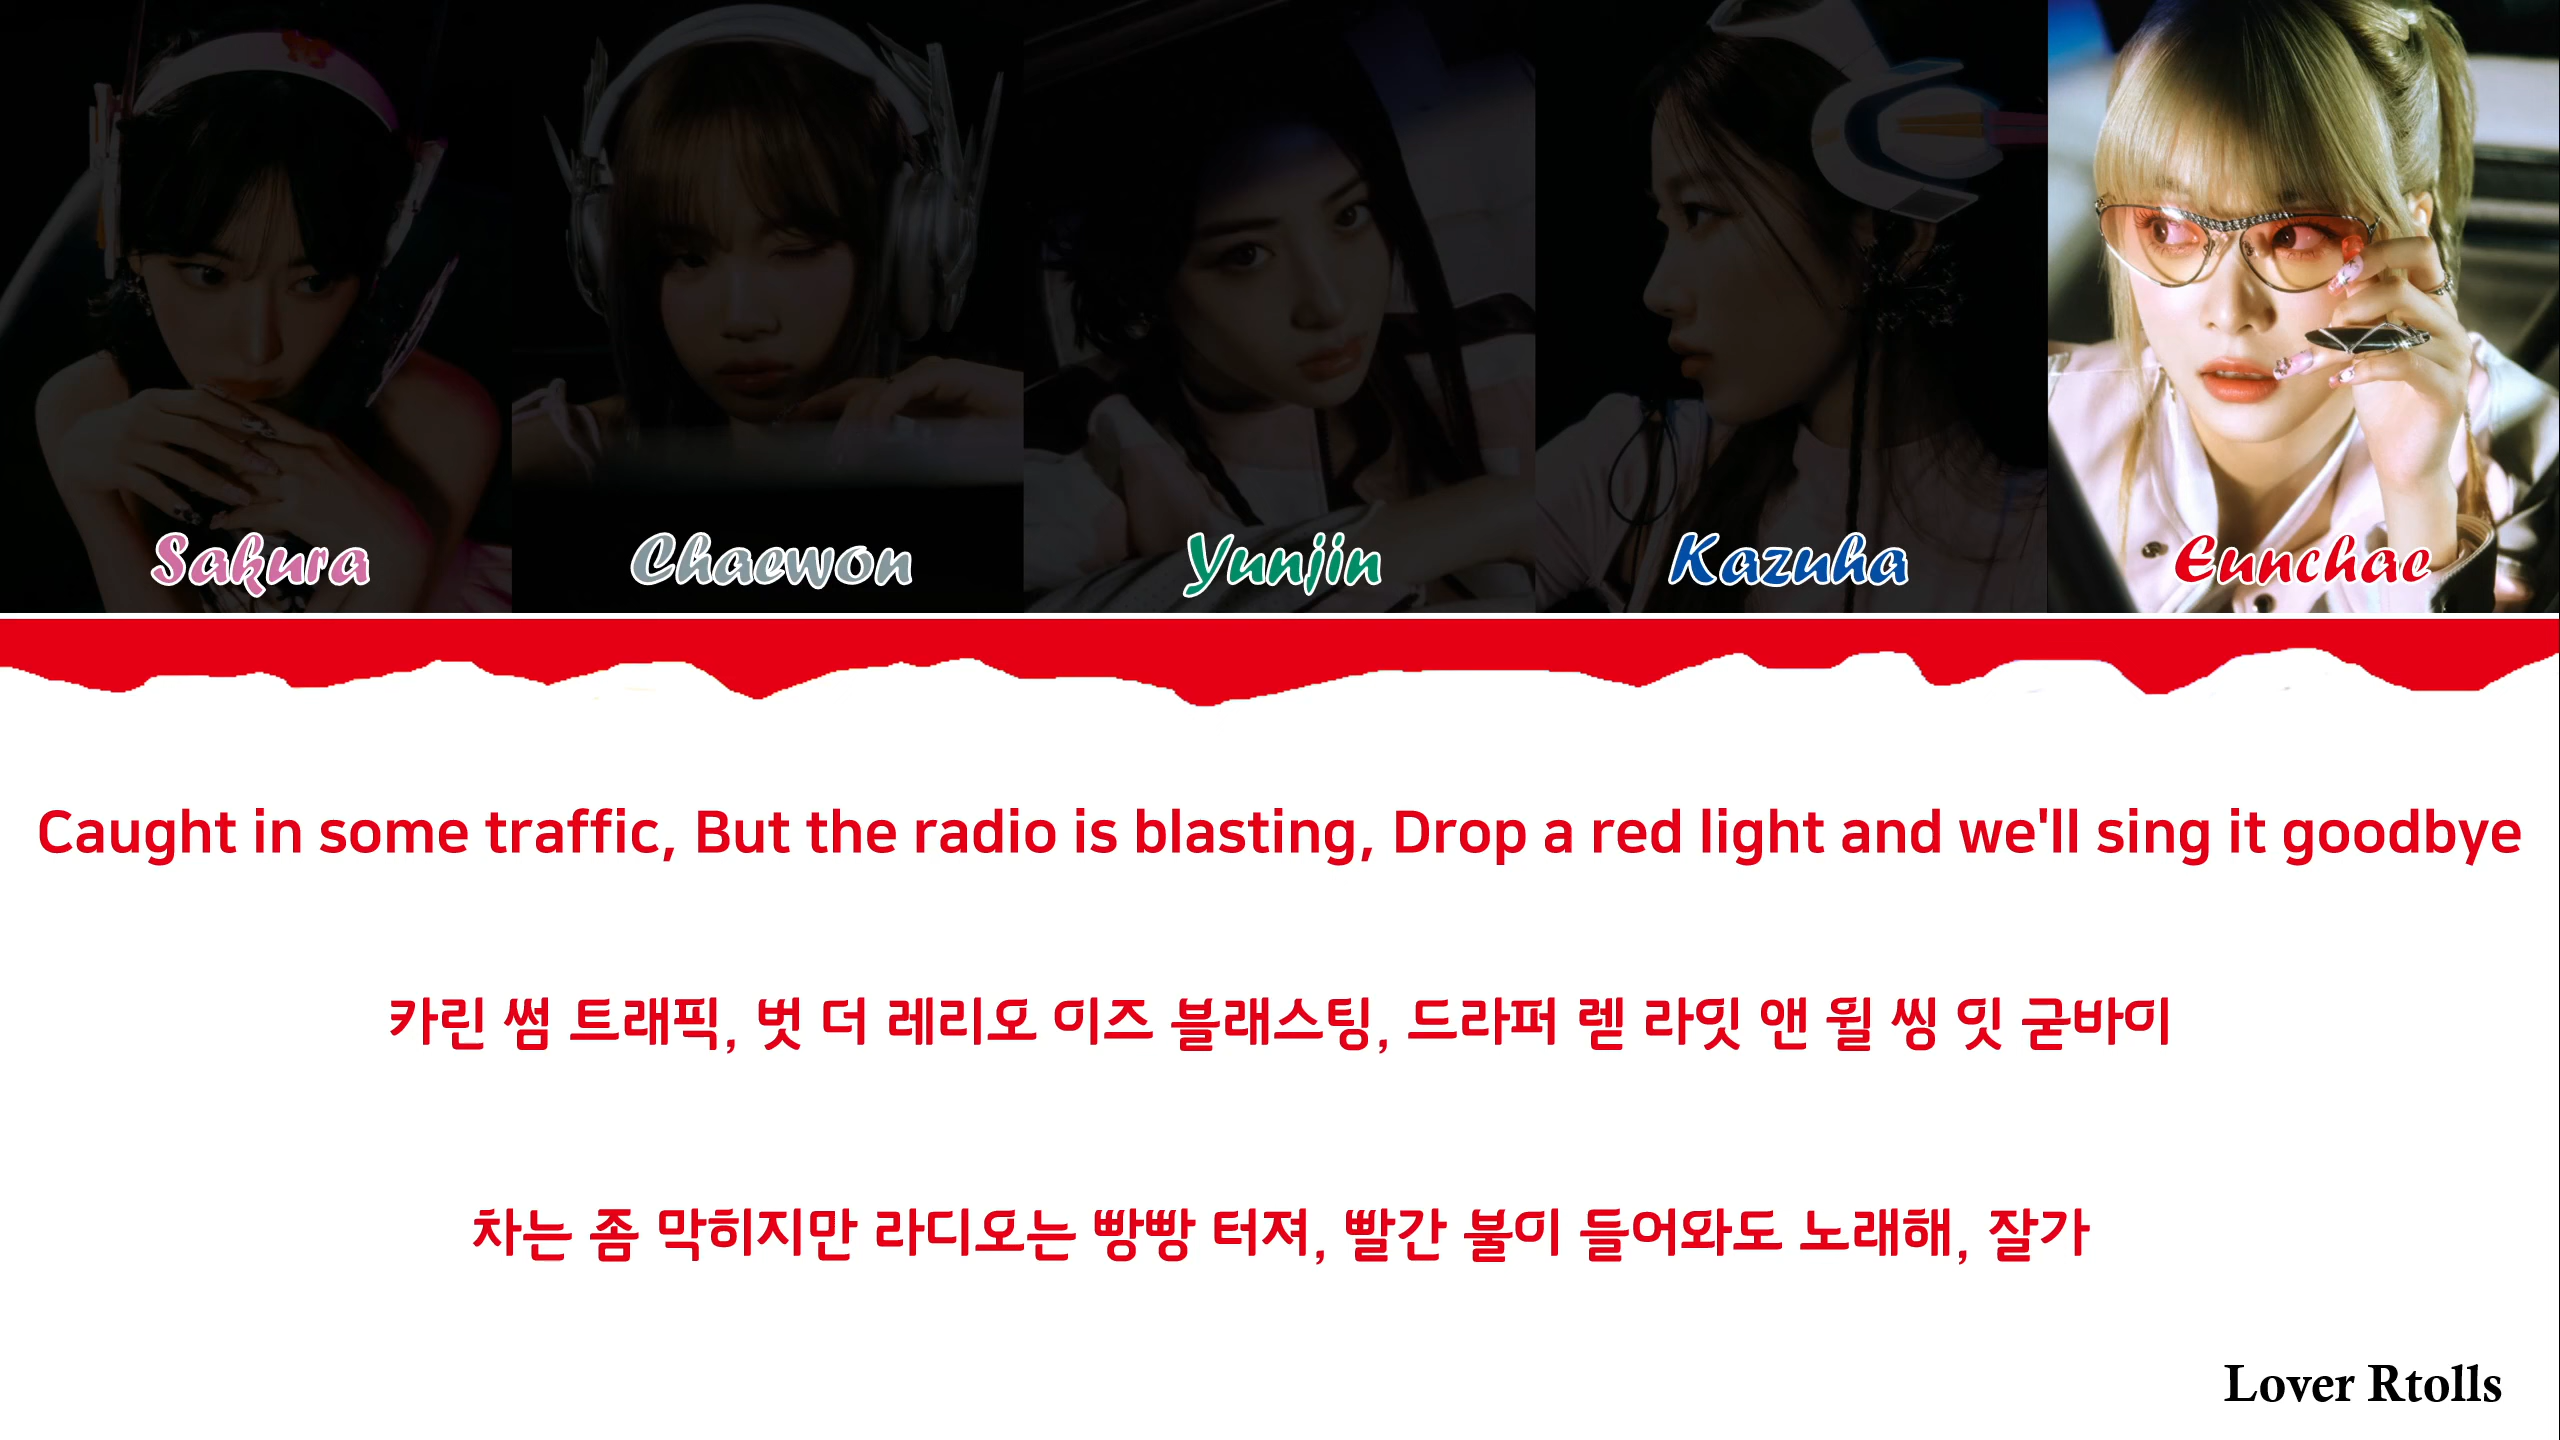 Sakura
Chaewon
Yunjin
Kazuha
Eunchae
Caught in some traffic, But the radio is blasting, Drop a red light and we'll sing it goodbye
카린 썸 트래픽, 벗 더 레리오 이즈 블래스팅, 드라퍼 렏 라잇 앤 윌 씽 잇 굳바이
차는 좀 막히지만 라디오는 빵빵 터져, 빨간 불이 들어와도 노래해, 잘가
Lover Rtolls